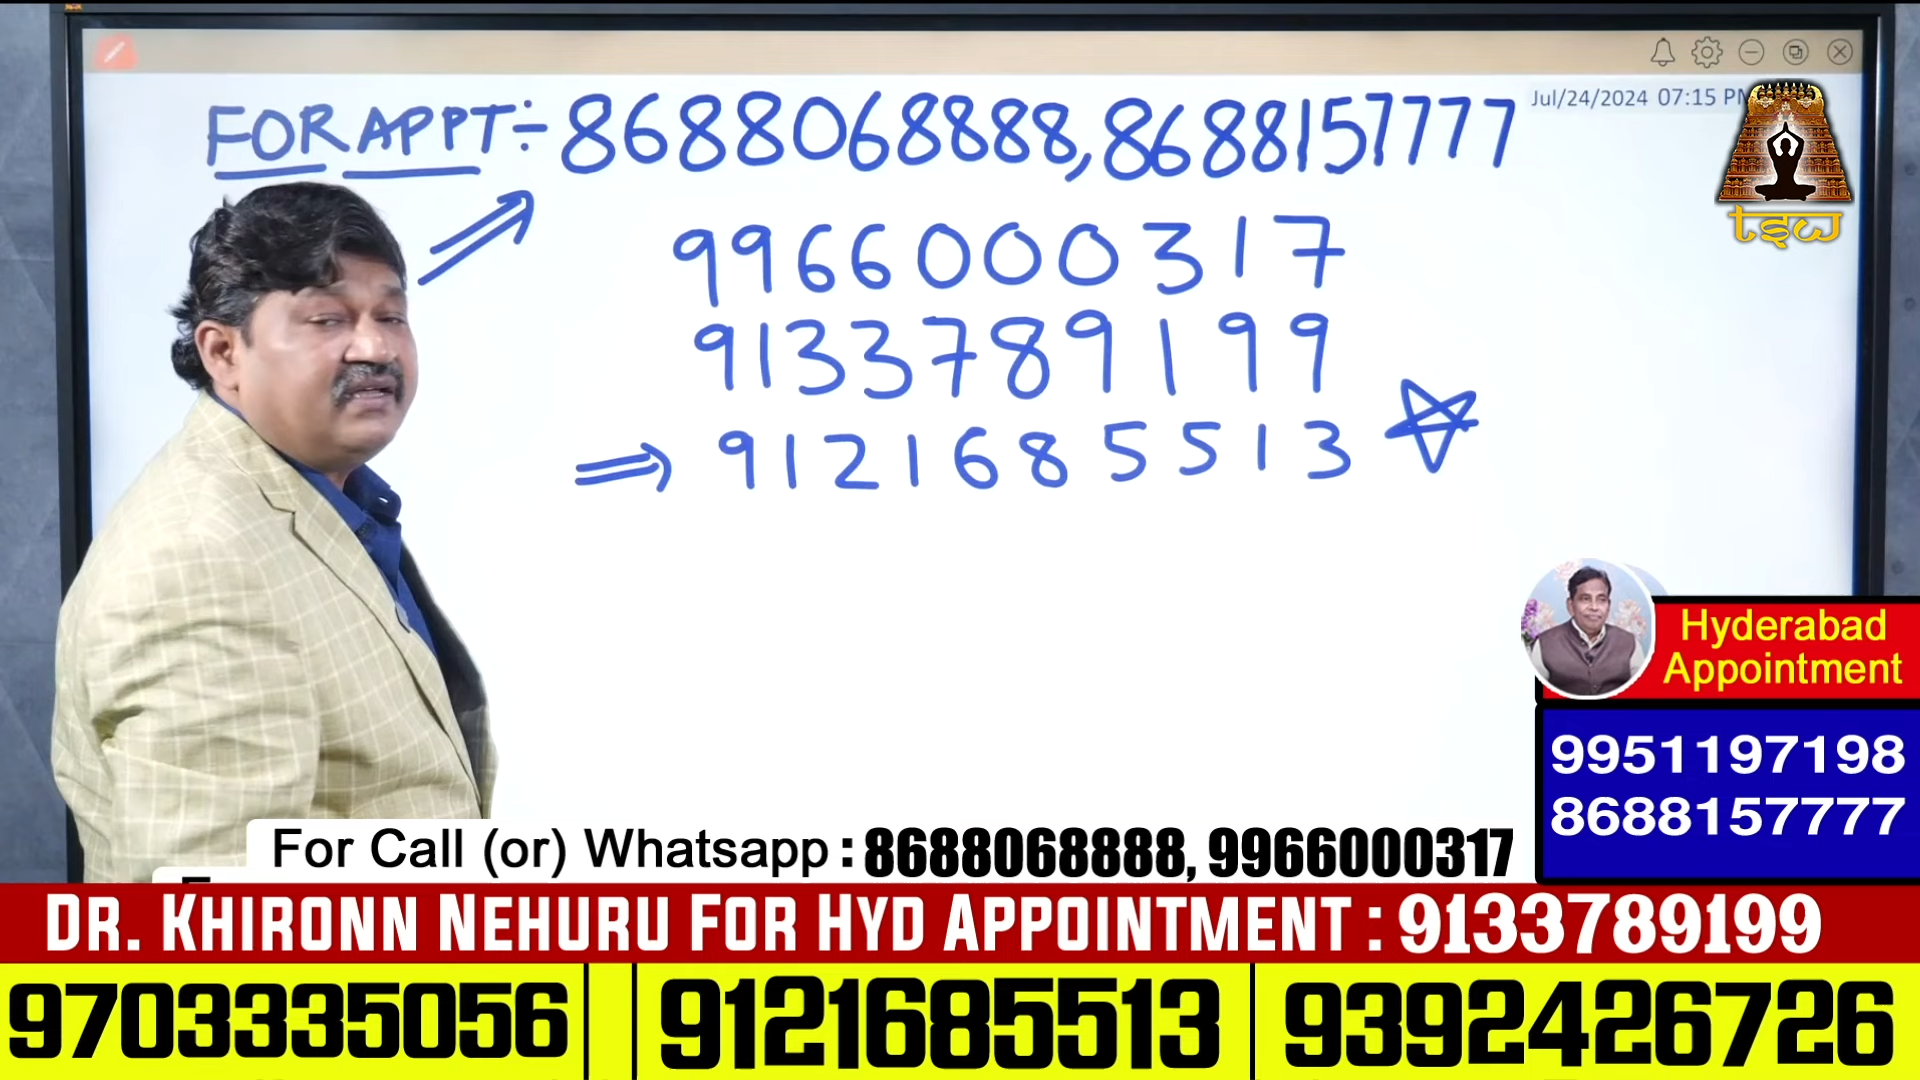 Jul/24/2024 07:15 PM
FOR APPT:- 8688068888, 8688157777
TSW
9966000317
9133789199
⇒ 9121685513
Hyderabad
Appointment
9951197198
8688157777
For Call (or) Whatsapp : 8688068888, 9966000317
DR. KHIRONN NEHURU FOR HYD APPOINTMENT : 9133789199
9703335056 9121685513 9392426726